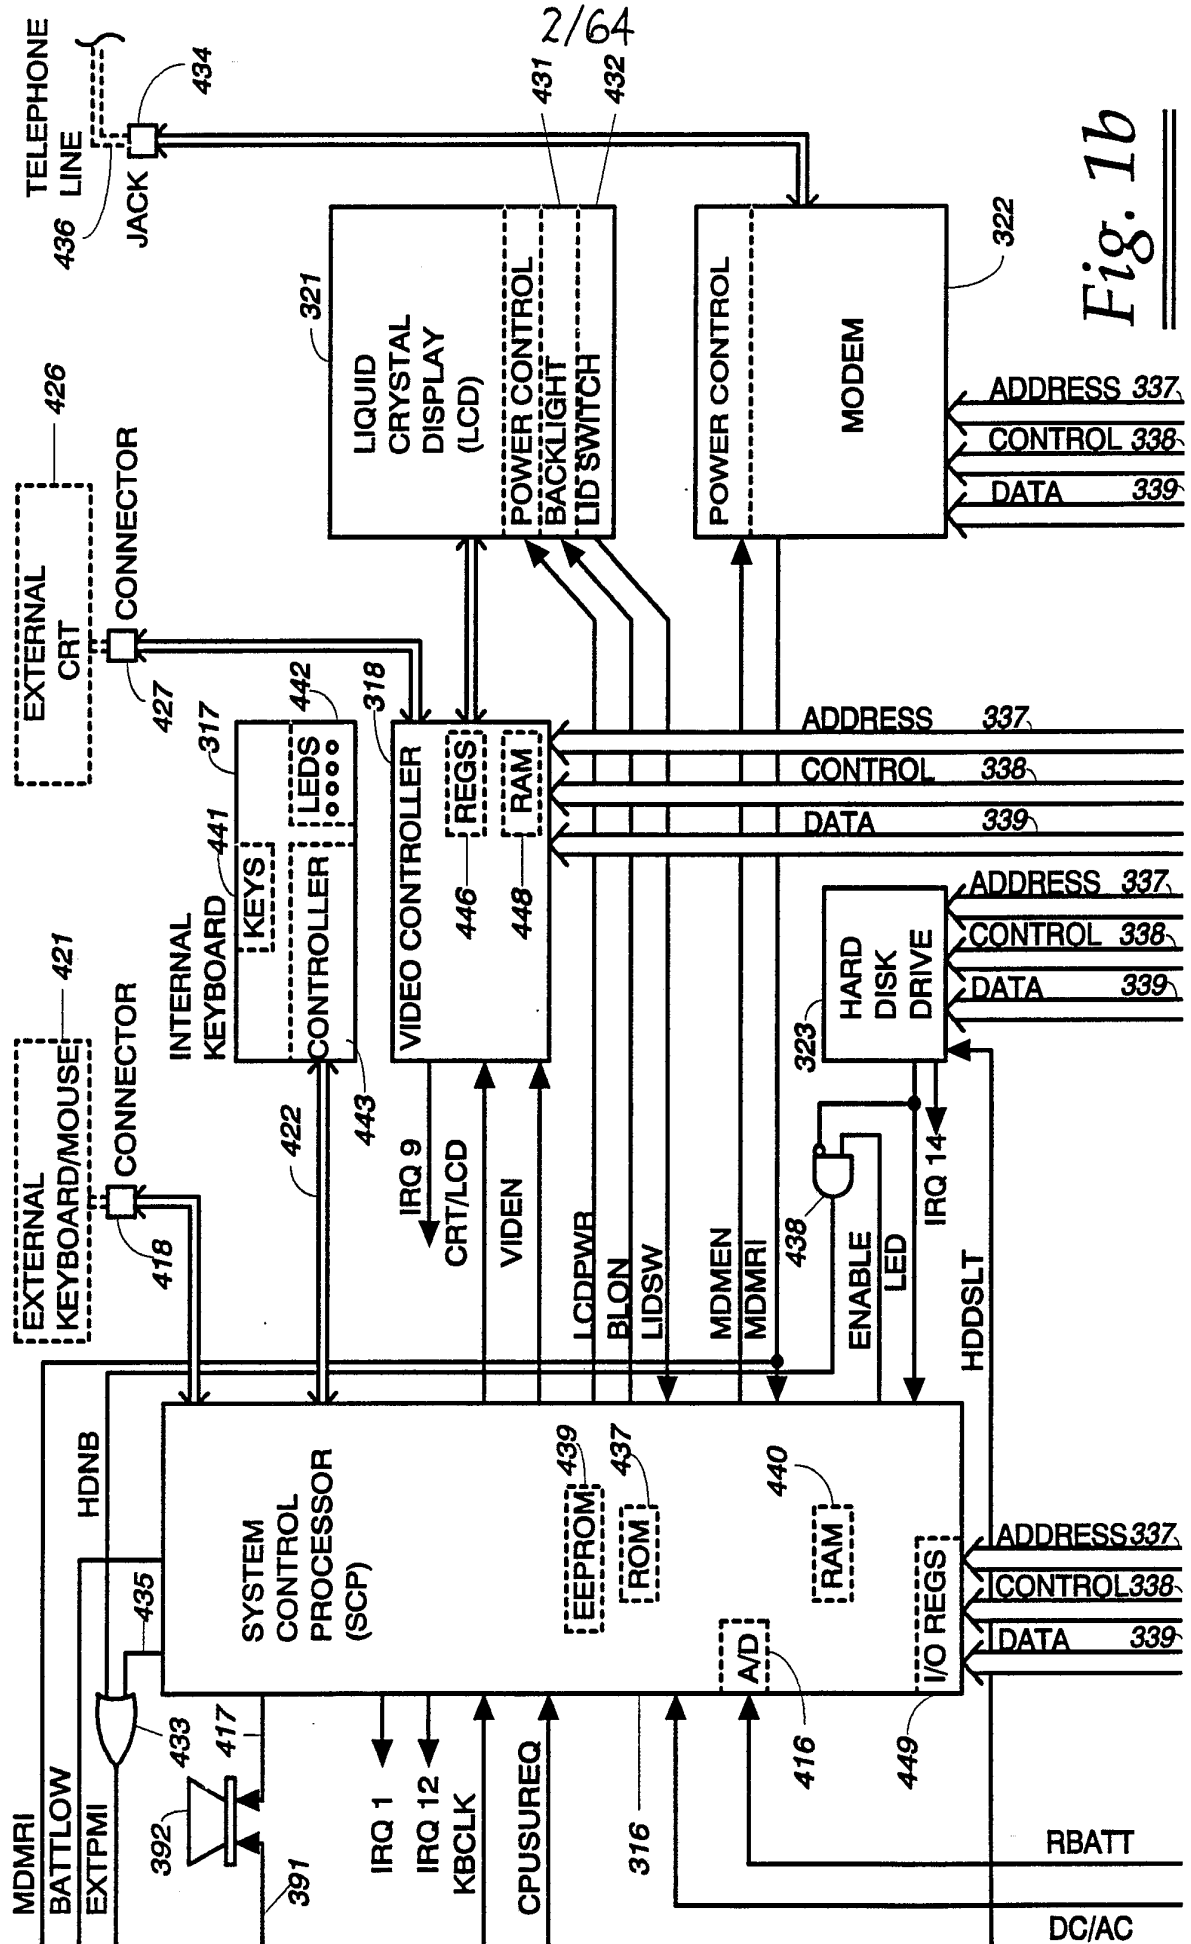 2/64
TELEPHONE
LINE
436
JACK
434
431
432
321
LIQUID
CRYSTAL
DISPLAY
(LCD)
POWER CONTROL
BACKLIGHT
LID SWITCH
POWER CONTROL
MODEM
322
Fig. 1b
ADDRESS 337
CONTROL 338
DATA 339
426
EXTERNAL
CRT
CONNECTOR
427
317
441
KEYS
442
LEDS
INTERNAL
KEYBOARD
CONTROLLER
443
422
318
VIDEO CONTROLLER
REGS
446
RAM
448
ADDRESS 337
CONTROL 338
DATA 339
421
EXTERNAL
KEYBOARD/MOUSE
CONNECTOR
418
IRQ 9
CRT/LCD
VIDEN
LCDPWR
BLON
LIDSW
MDMEN
MDMRI
438
ENABLE
LED
IRQ 14
HDDSLT
323
HARD
DISK
DRIVE
ADDRESS 337
CONTROL 338
DATA 339
HDNB
435
433
417
392
391
SYSTEM
CONTROL
PROCESSOR
(SCP)
EEPROM
439
ROM
437
RAM
440
A/D
416
I/O REGS
449
316
ADDRESS 337
CONTROL 338
DATA 339
MDMRI
BATTLOW
EXTPMI
IRQ 1
IRQ 12
KBCLK
CPUSUREQ
RBATT
DC/AC